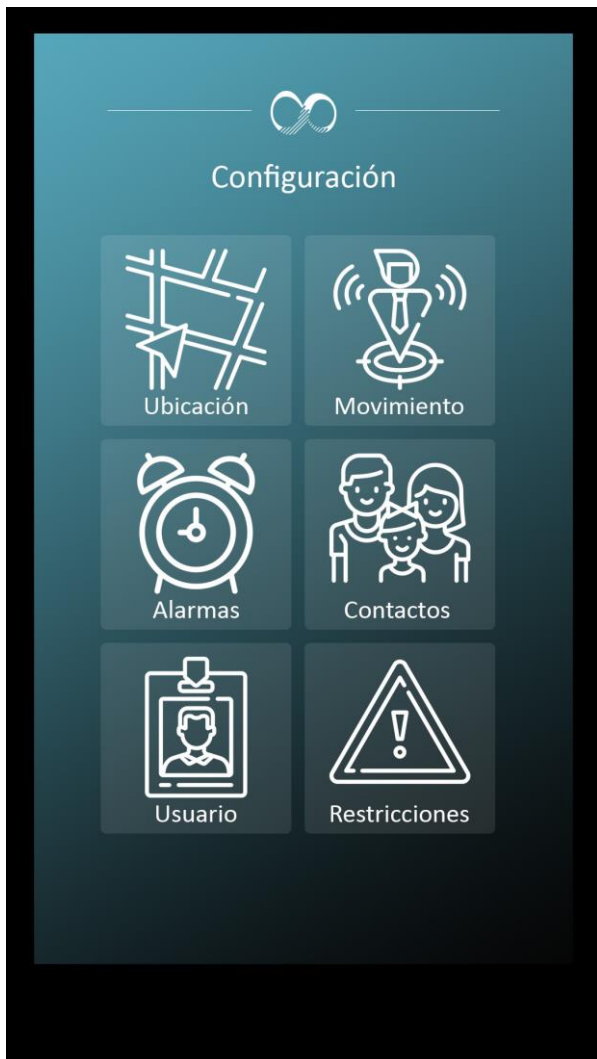 Configuración
Ubicación
Movimiento
Alarmas
Contactos
Usuario
Restricciones